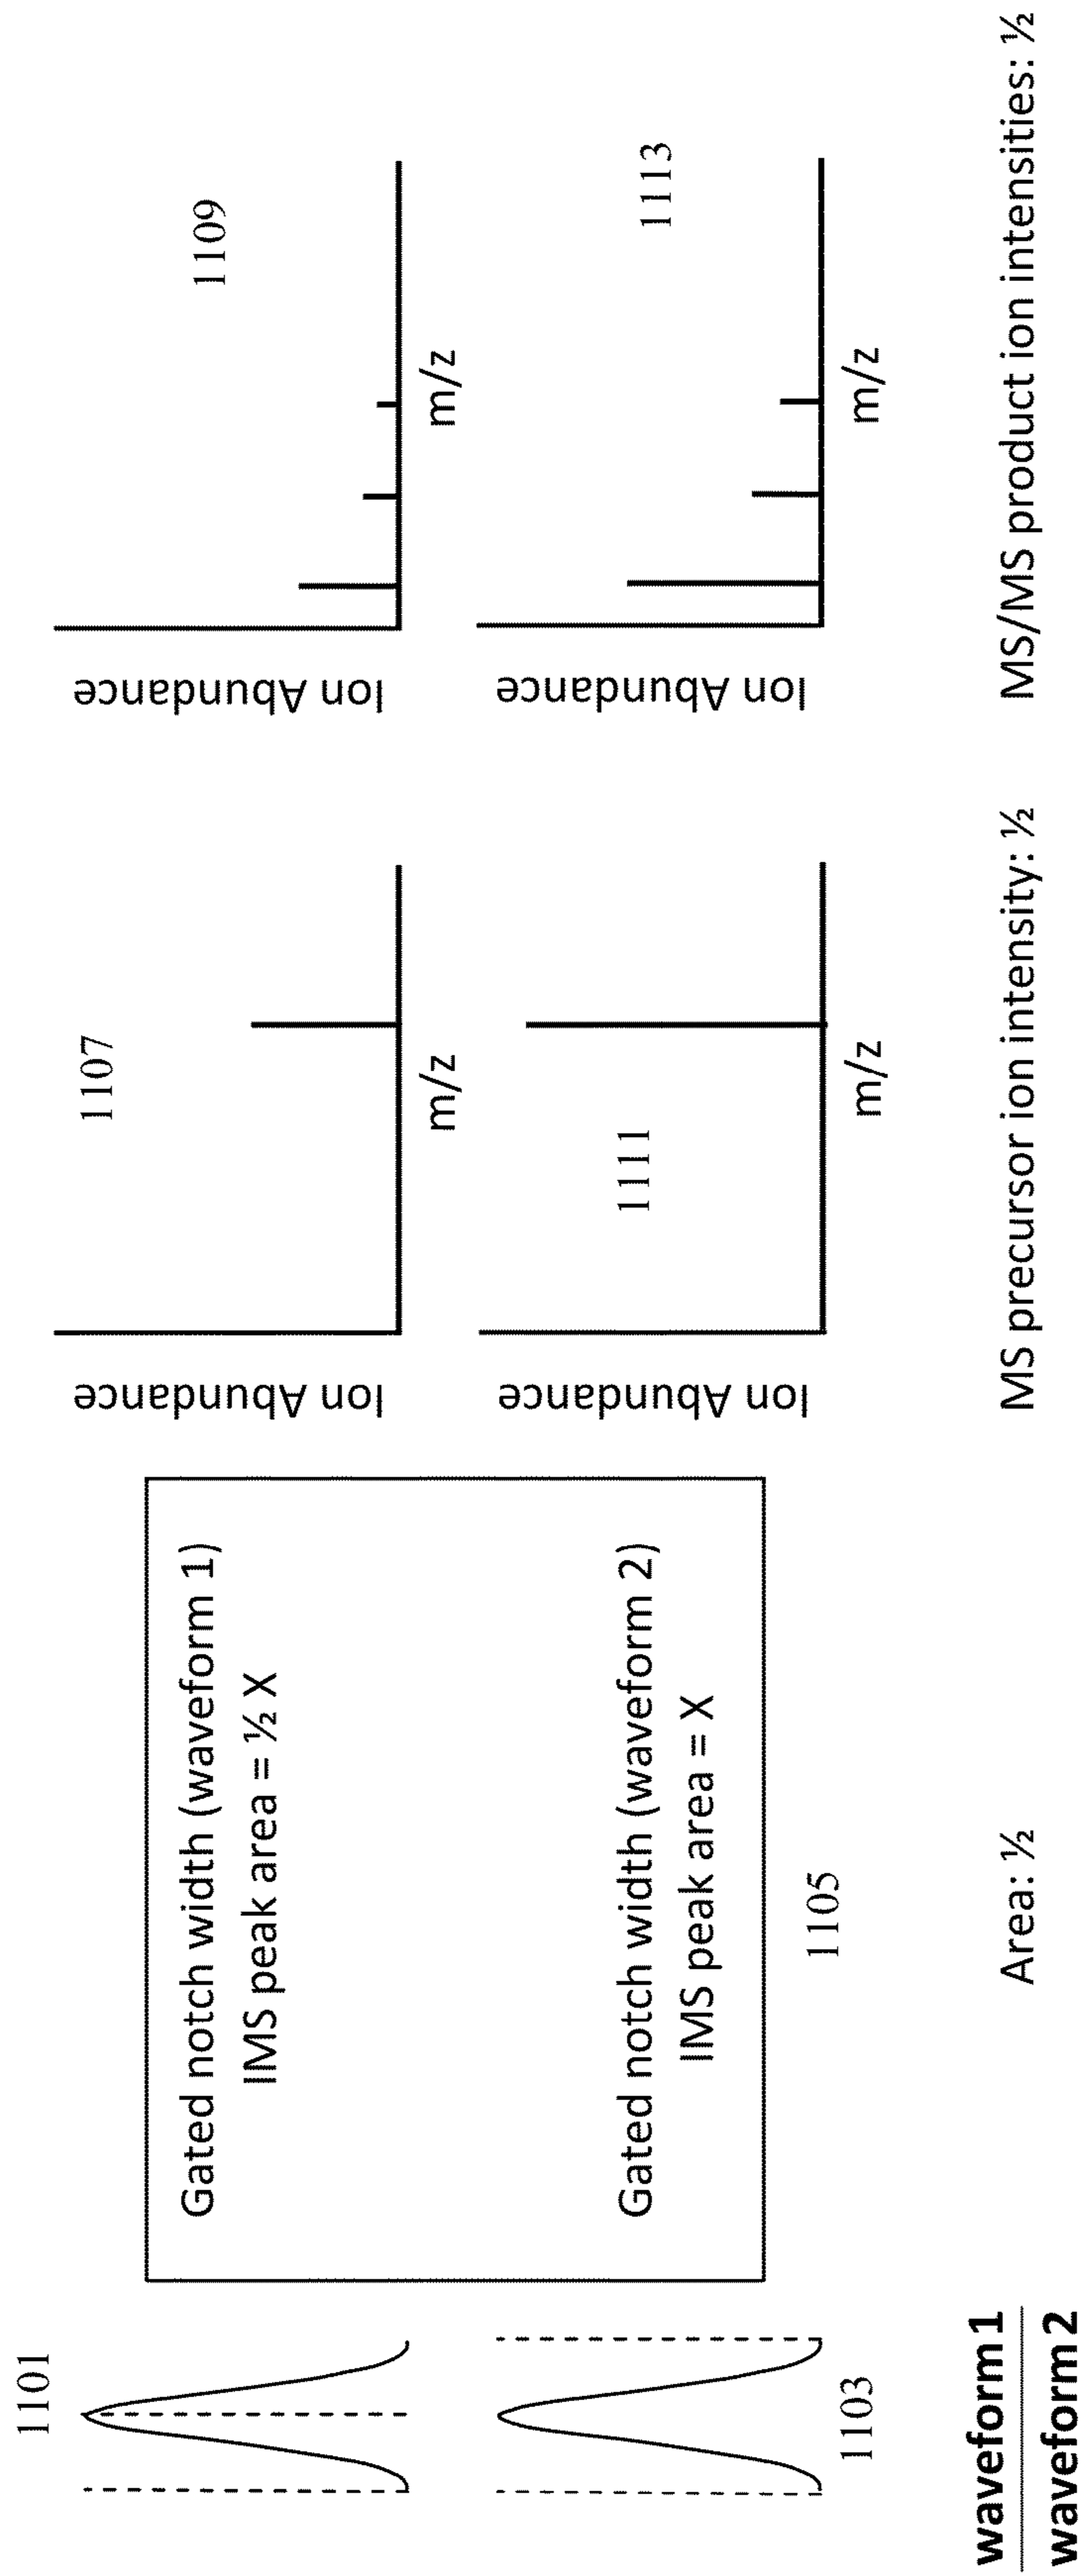 1101
Gated notch width (waveform 1)
IMS peak area = ½ X
1107
Ion Abundance
m/z
1109
Ion Abundance
m/z
1103
Gated notch width (waveform 2)
IMS peak area = X
1105
1111
Ion Abundance
m/z
1113
Ion Abundance
m/z
waveform 1
waveform 2
Area: ½
MS precursor ion intensity: ½
MS/MS product ion intensities: ½